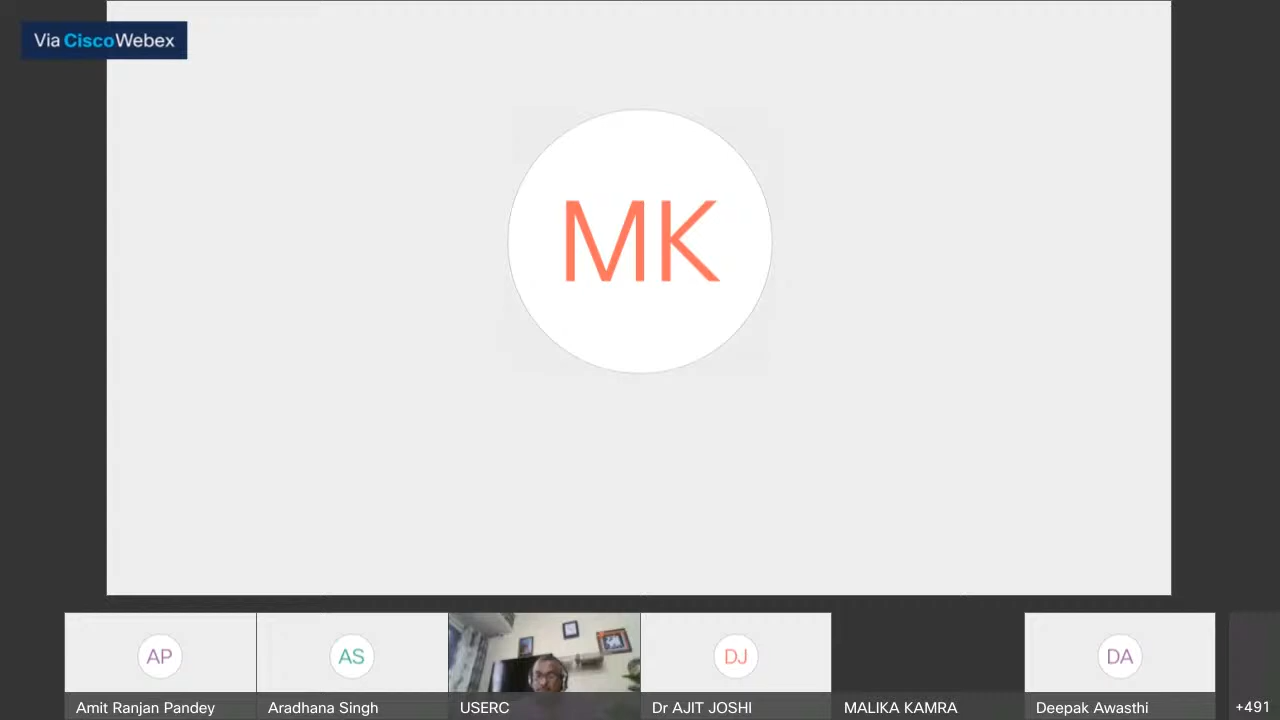 Via CiscoWebex
MK
AP
AS
DJ
DA
Amit Ranjan Pandey
Aradhana Singh
USERC
Dr AJIT JOSHI
MALIKA KAMRA
Deepak Awasthi
+491